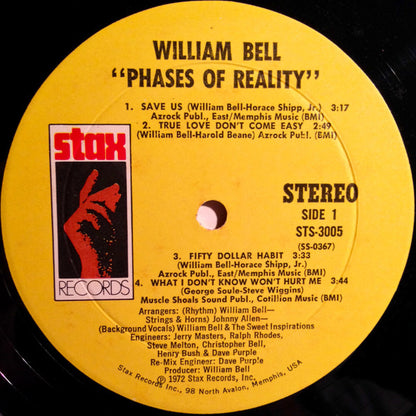 WILLIAM BELL
"PHASES OF REALITY"
1. SAVE US (William Bell-Horace Shipp, Jr.) 3:17
Azrock Publ., East/Memphis Music (BMI)
2. TRUE LOVE DON'T COME EASY 2:49
(William Bell-Harold Beane) Azrock Publ. (BMI)
stax
RECORDS
STEREO
SIDE 1
STS-3005
(SS-0367)
3. FIFTY DOLLAR HABIT 3:33
(William Bell-Horace Shipp, Jr.)
Azrock Publ., East/Memphis Music (BMI)
4. WHAT I DON'T KNOW WON'T HURT ME 3:44
(George Soule-Steve Wiggins)
Muscle Shoals Sound Publ., Cotillion Music (BMI)
Arrangers: (Rhythm) William Bell—
Strings & Horns) Johnny Allen—
(Background Vocals) William Bell & The Sweet Inspirations
Engineers: Jerry Masters, Ralph Rhodes,
Steve Melton, Christopher Bell,
Henry Bush & Dave Purple
Re-Mix Engineer: Dave Purple
Producer: William Bell
℗1972 Stax Records, Inc.
Stax Records Inc., 98 North Avalon, Memphis, USA